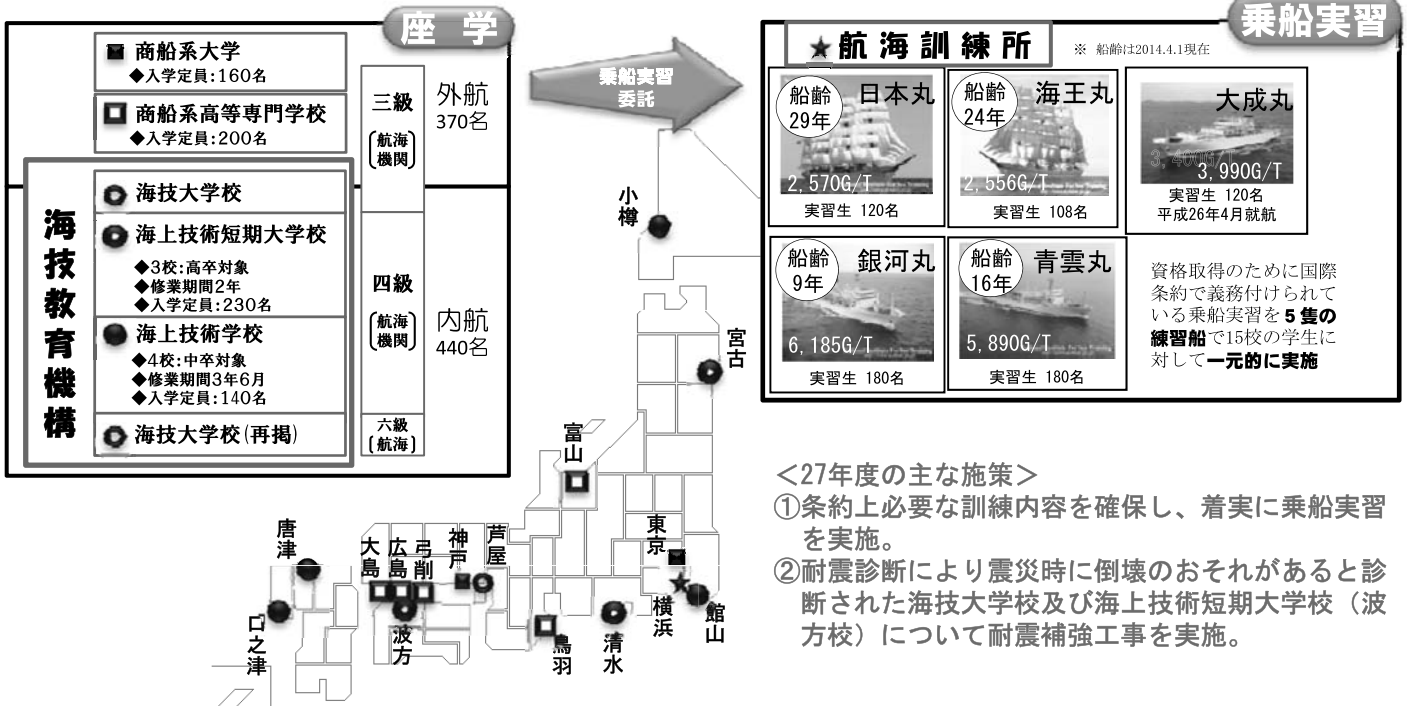 座 学
■ 商船系大学
◆入学定員:160名
商船系高等専門学校
◆入学定員:200名
海技教育機構
海技大学校
海上技術短期大学校
◆3校:高卒対象
◆修業期間2年
◆入学定員:230名
海上技術学校
◆4校:中卒対象
◆修業期間3年6月
◆入学定員:140名
海技大学校(再掲)
三級
〔航海
機関〕
四級
〔航海
機関〕
六級
〔航海〕
外航
370名
内航
440名
乗船実習
委託
乗船実習
★航海訓練所
※ 船齢は2014.4.1現在
船齢
29年
日本丸
2,570G/T
実習生 120名
船齢
24年
海王丸
2,556G/T
実習生 108名
大成丸
3,400G/T
3,990G/T
実習生 120名
平成26年4月就航
船齢
9年
銀河丸
6,185G/T
実習生 180名
船齢
16年
青雲丸
5,890G/T
実習生 180名
資格取得のために国際
条約で義務付けられて
いる乗船実習を5隻の
練習船で15校の学生に
対して一元的に実施
小樽
宮古
富山
東京
横浜
館山
清水
鳥羽
芦屋
神戸
弓削
広島
大島
波方
唐津
口之津
<27年度の主な施策>
①条約上必要な訓練内容を確保し、着実に乗船実習
を実施。
②耐震診断により震災時に倒壊のおそれがあると診
断された海技大学校及び海上技術短期大学校(波
方校)について耐震補強工事を実施。